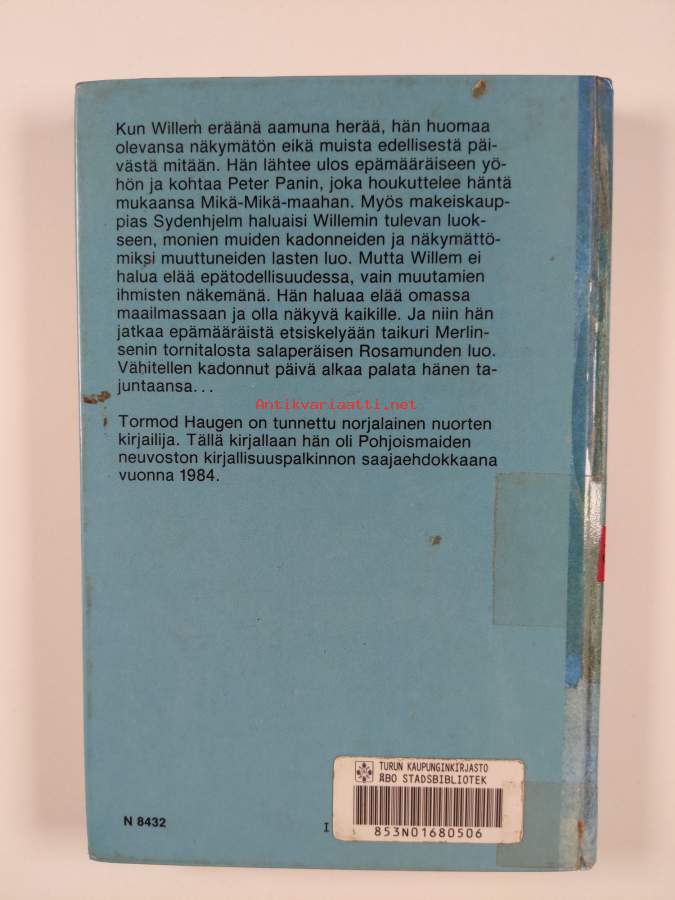 Kun Willem eräänä aamuna herää, hän huomaa
olevansa näkymätön eikä muista edellisestä päi-
västä mitään. Hän lähtee ulos epämääräiseen yö-
hön ja kohtaa Peter Panin, joka houkuttelee häntä
mukaansa Mikä-Mikä-maahan. Myös makeiskaup-
pias Sydenhjelm haluaisi Willemin tulevan luok-
seen, monien muiden kadonneiden ja näkymättö-
miksi muuttuneiden lasten luo. Mutta Willem ei
halua elää epätodellisuudessa, vain muutamien
ihmisten näkemänä. Hän haluaa elää omassa
maailmassaan ja olla näkyvä kaikille. Ja niin hän
jatkaa epämääräistä etsiskelyään taikuri Merlin-
senin tornitalosta salaperäisen Rosamunden luo.
Vähitellen kadonnut päivä alkaa palata hänen ta-
juntaansa...
Antikvariaatti.net
Tormod Haugen on tunnettu norjalainen nuorten
kirjailija. Tällä kirjallaan hän oli Pohjoismaiden
neuvoston kirjallisuuspalkinnon saajaehdokkaana
vuonna 1984.
TURUN KAUPUNGINKIRJASTO
ÅBO STADSBIBLIOTEK
853N01680506
N 8432
I